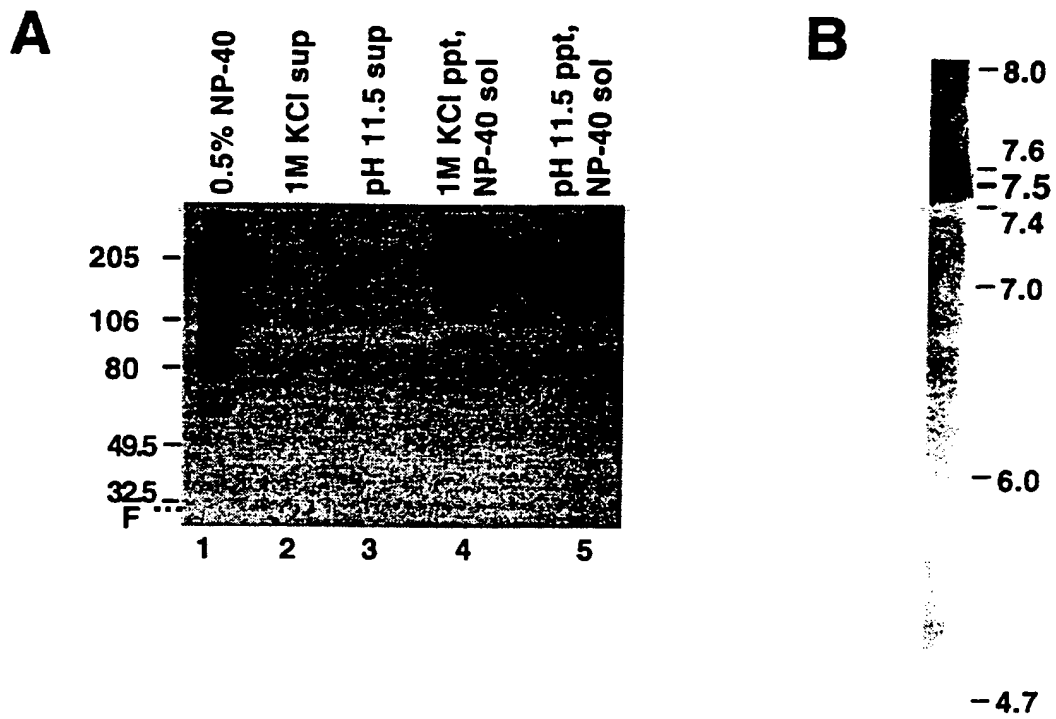 A
0.5% NP-40
1M KCl sup
pH 11.5 sup
1M KCl ppt,
NP-40 sol
pH 11.5 ppt,
NP-40 sol
205
106
80
49.5
32.5
F
1 2 3 4 5
B
8.0
7.6
7.5
7.4
7.0
6.0
4.7